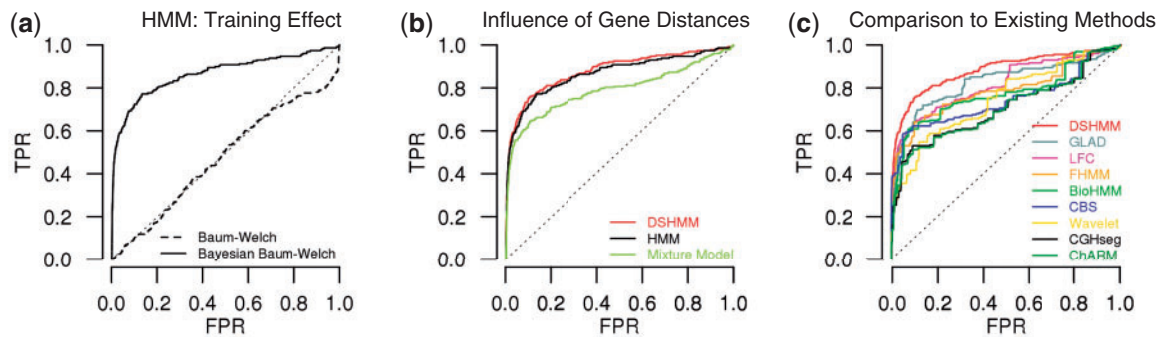 (a) HMM: Training Effect
TPR
1.0
0.8
0.6
0.4
0.2
0.0
Baum-Welch
Bayesian Baum-Welch
0.0 0.2 0.4 0.6 0.8 1.0
FPR
(b) Influence of Gene Distances
TPR
1.0
0.8
0.6
0.4
0.2
0.0
DSHMM
HMM
Mixture Model
0.0 0.2 0.4 0.6 0.8 1.0
FPR
(c) Comparison to Existing Methods
TPR
1.0
0.8
0.6
0.4
0.2
0.0
DSHMM
GLAD
LFC
FHMM
BioHMM
CBS
Wavelet
CGHseg
ChARM
0.0 0.2 0.4 0.6 0.8 1.0
FPR